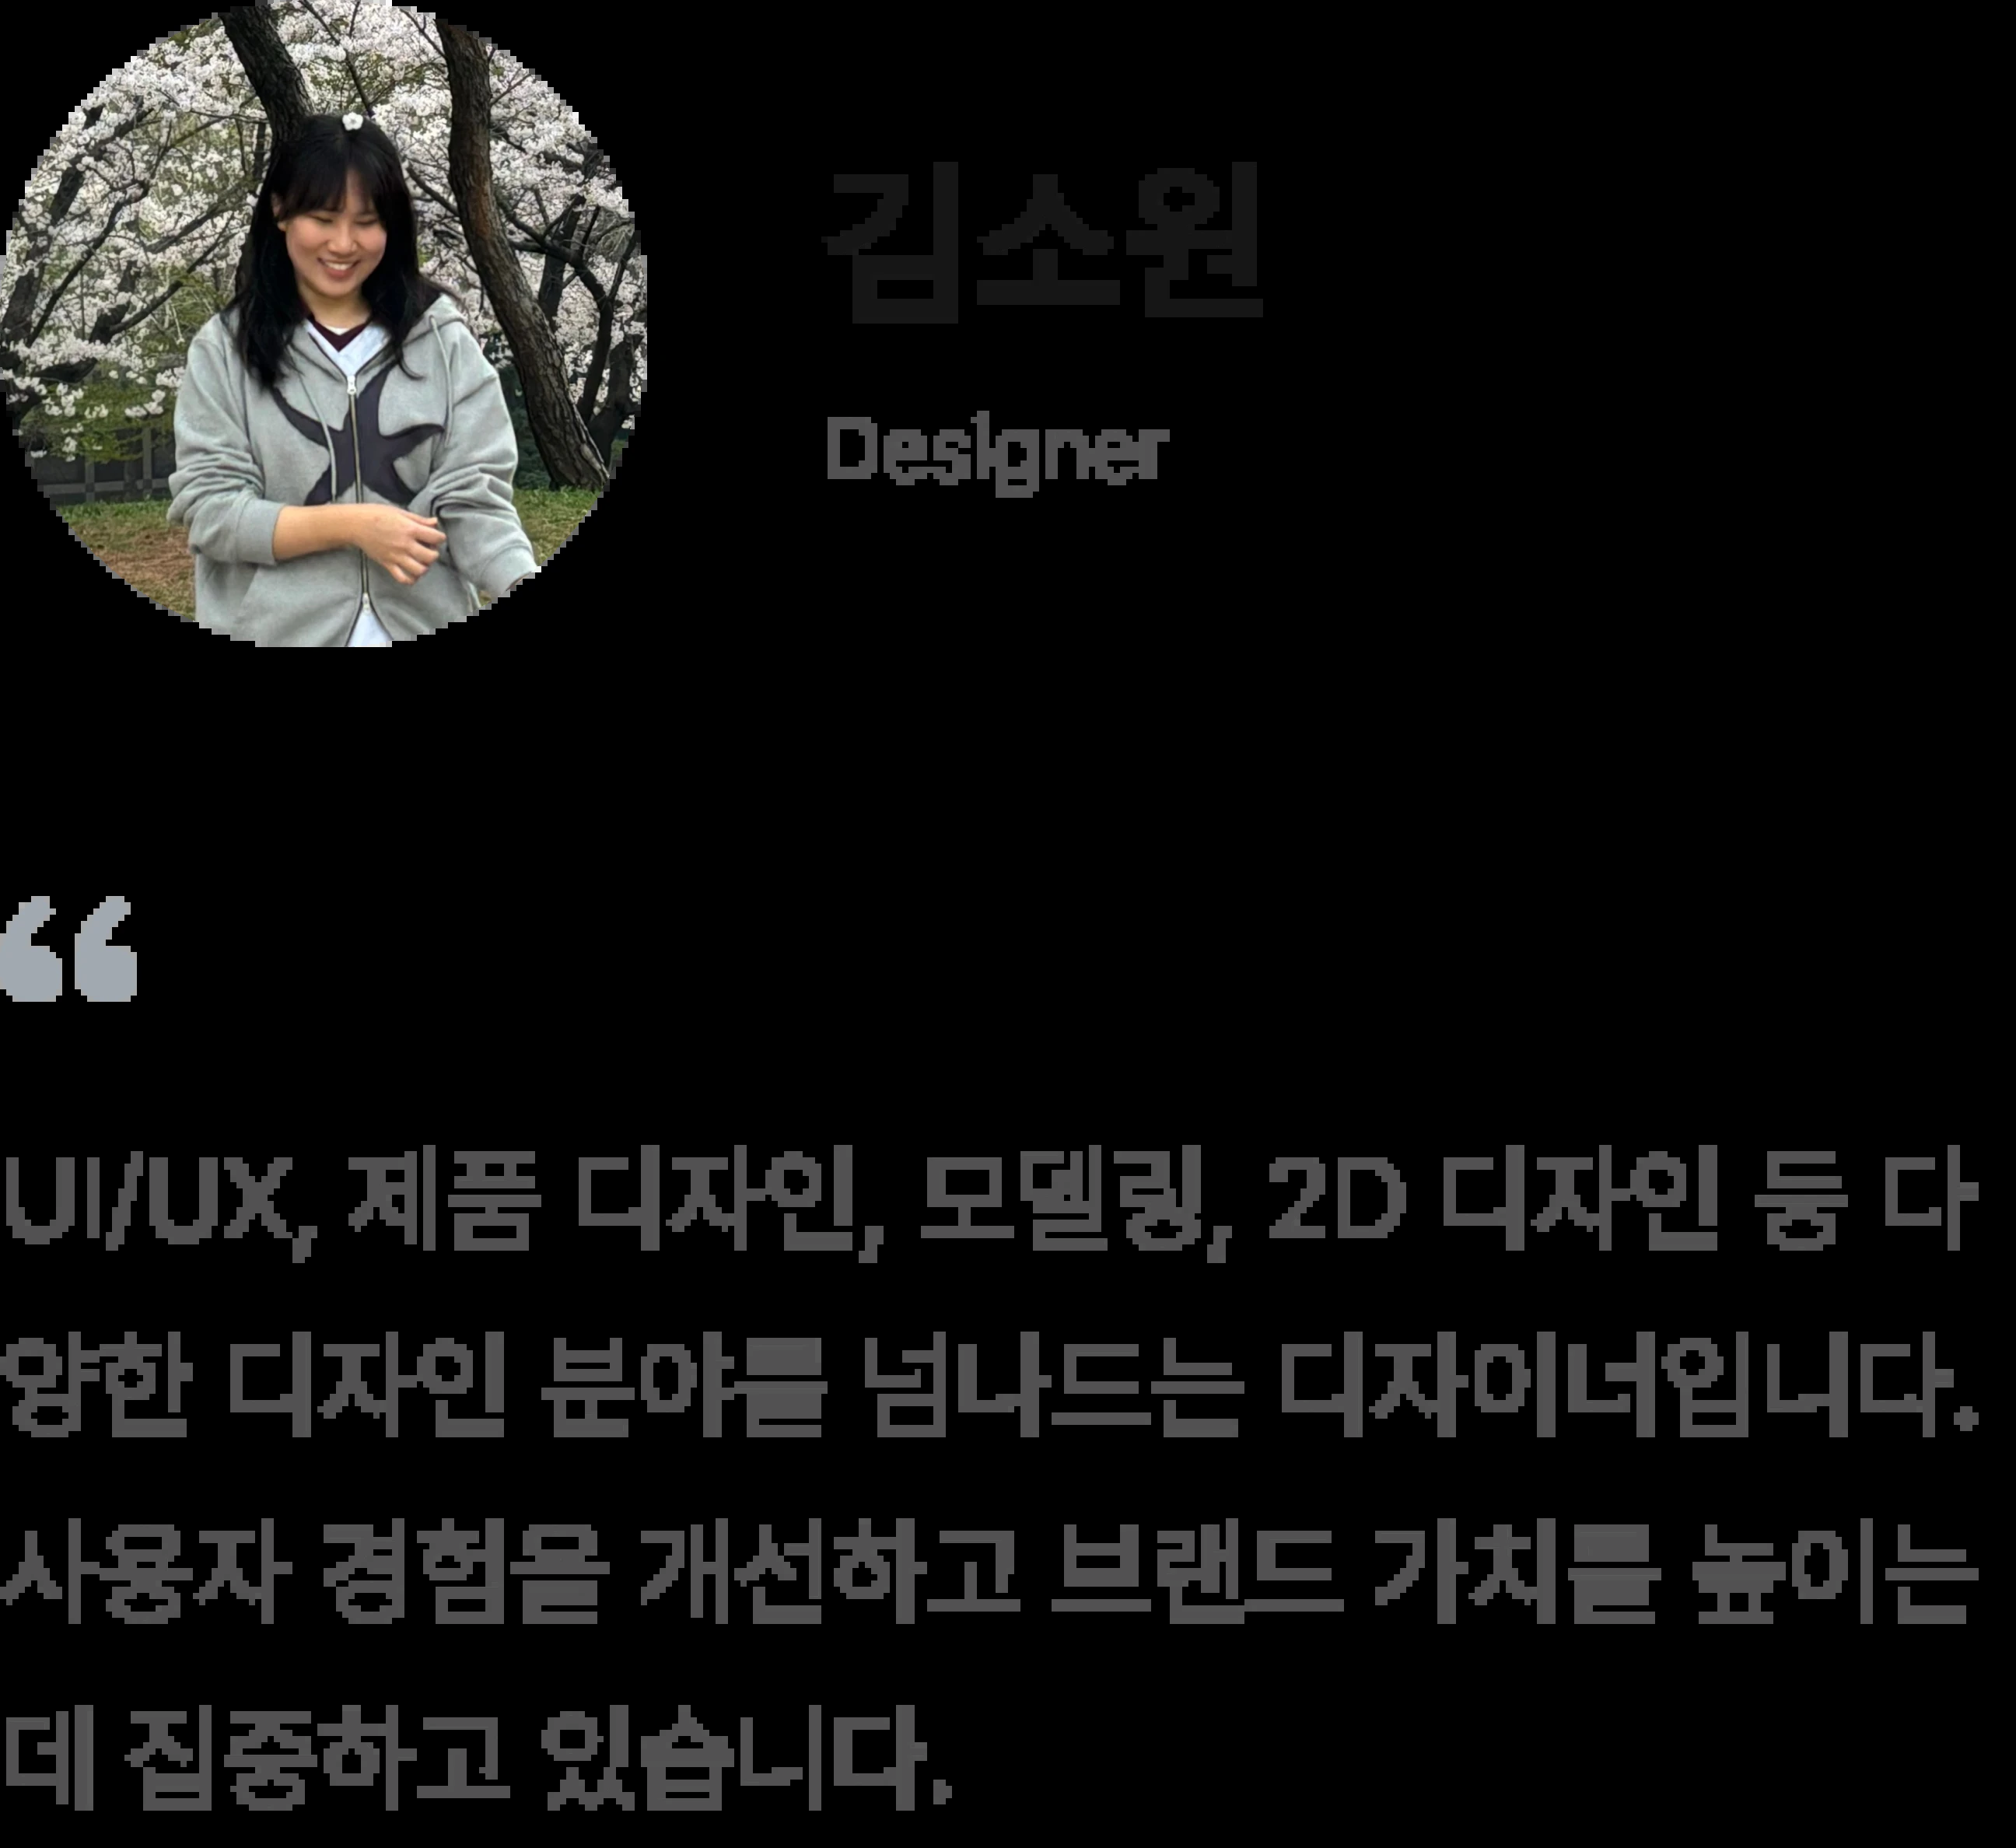 김소원
Designer
“
UI/UX, 제품 디자인, 모델링, 2D 디자인 등 다
양한 디자인 분야를 넘나드는 디자이너입니다.
사용자 경험을 개선하고 브랜드 가치를 높이는
데 집중하고 있습니다.